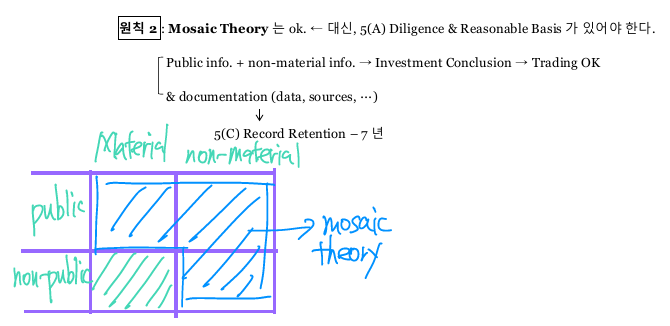 원칙 2 : Mosaic Theory 는 ok. ← 대신, 5(A) Diligence & Reasonable Basis 가 있어야 한다.
Public info. + non-material info. → Investment Conclusion → Trading OK
& documentation (data, sources, …)
5(C) Record Retention – 7 년
Material non-material
public
mosaic
theory
non-public